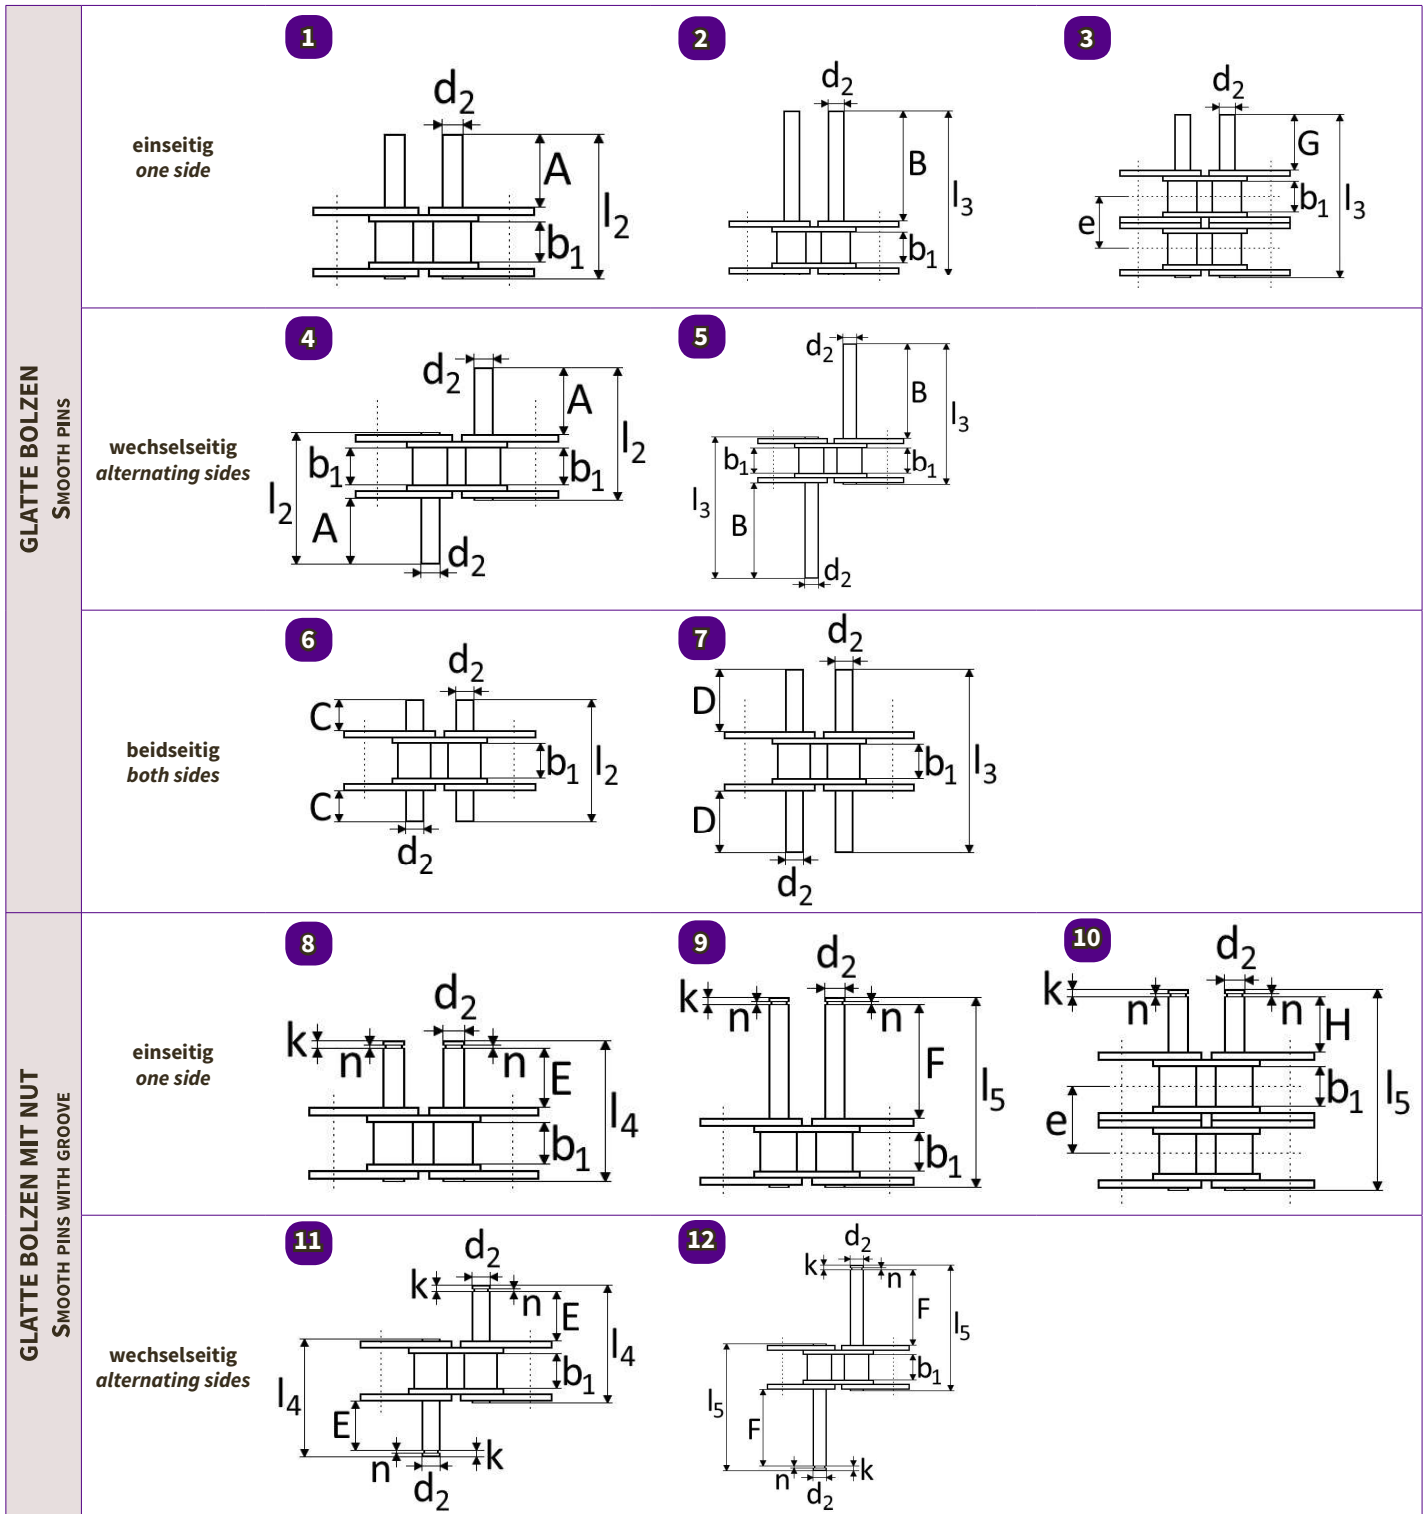 GLATTE BOLZEN
SMOOTH PINS
einseitig
one side
1
d2
A
b1
l2
2
d2
B
b1
l3
3
d2
G
b1
l3
e
wechselseitig
alternating sides
4
d2
A
l2
b1
b1
l2
A
d2
5
d2
B
l3
b1
b1
l3
B
d2
beidseitig
both sides
6
d2
C
b1
l2
C
d2
7
d2
D
b1
l3
D
d2
GLATTE BOLZEN MIT NUT
SMOOTH PINS WITH GROOVE
einseitig
one side
8
d2
k
n
n
E
l4
b1
9
d2
k
n
n
F
l5
b1
10
d2
k
n
n
H
b1
l5
e
wechselseitig
alternating sides
11
d2
k
n
E
l4
b1
l4
E
n
k
d2
12
d2
k
n
F
l5
b1
l5
F
n
k
d2